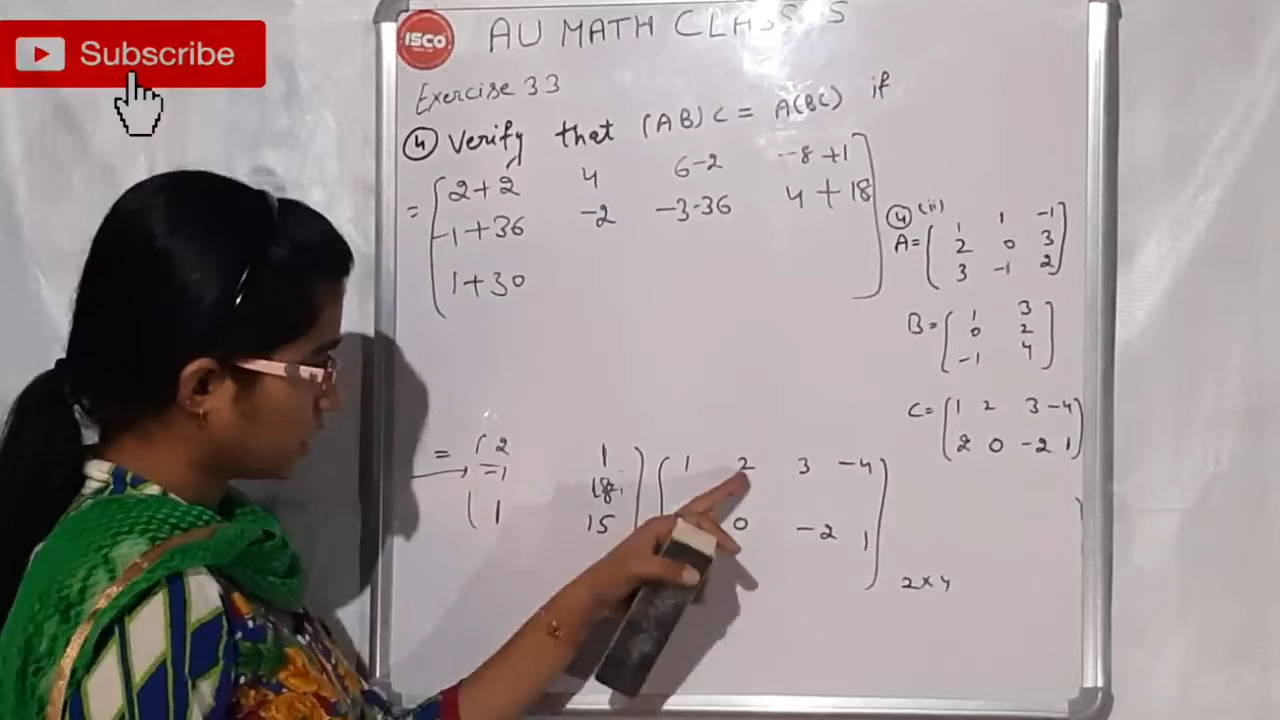 Subscribe
ISCO
AU MATH CLASSES
Exercise 33
④ Verify that (AB)C = A(BC) if
= [2+2 4 6-2 -8+1]
[-1+36 -2 -3-36 4+18]
[1+30]
④ (ii)
A = [1 1 -1]
[2 0 3]
[3 -1 2]
B = [1 3]
[0 2]
[-1 4]
C = [1 2 3 -4]
[2 0 -2 1]
= [2 1] [1 2 3 -4]
[-1 18] [0 -2 1]
[1 15] 2×4